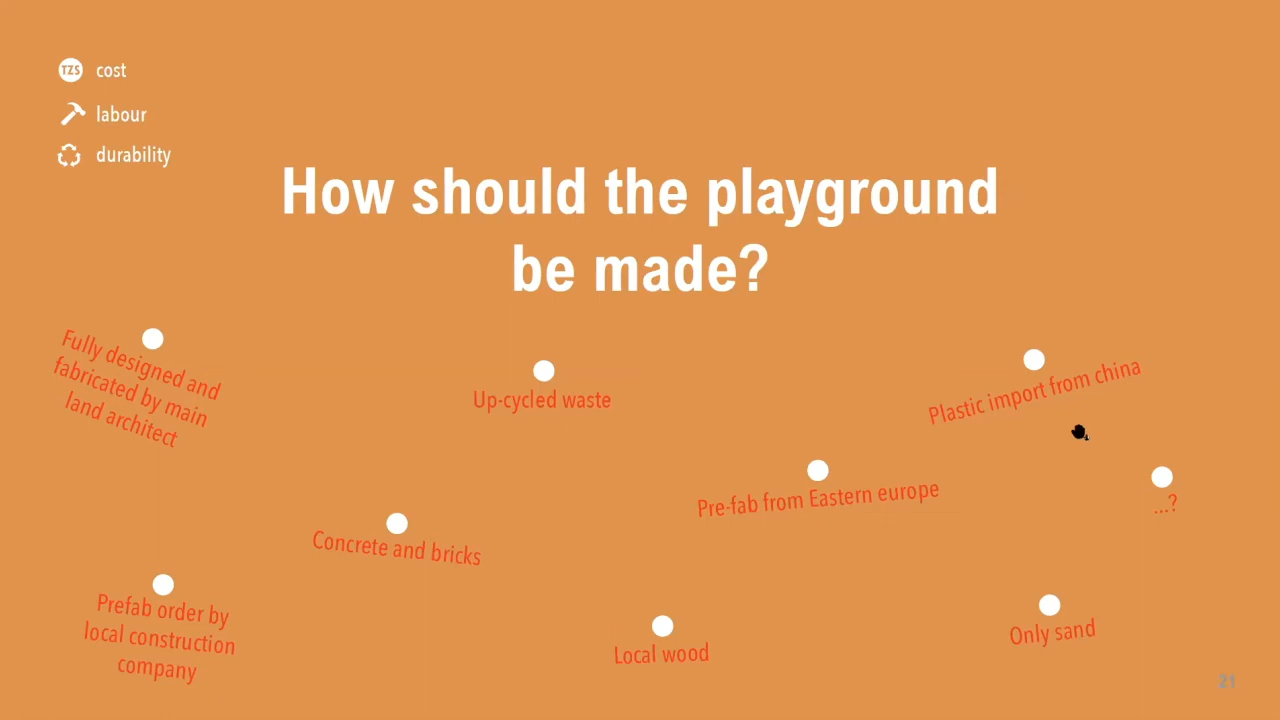 TZS cost
labour
durability
How should the playground
be made?
Fully designed and
fabricated by main
land architect
Up-cycled waste
Plastic import from china
Pre-fab from Eastern europe
...?
Concrete and bricks
Prefab order by
local construction
company
Local wood
Only sand
21